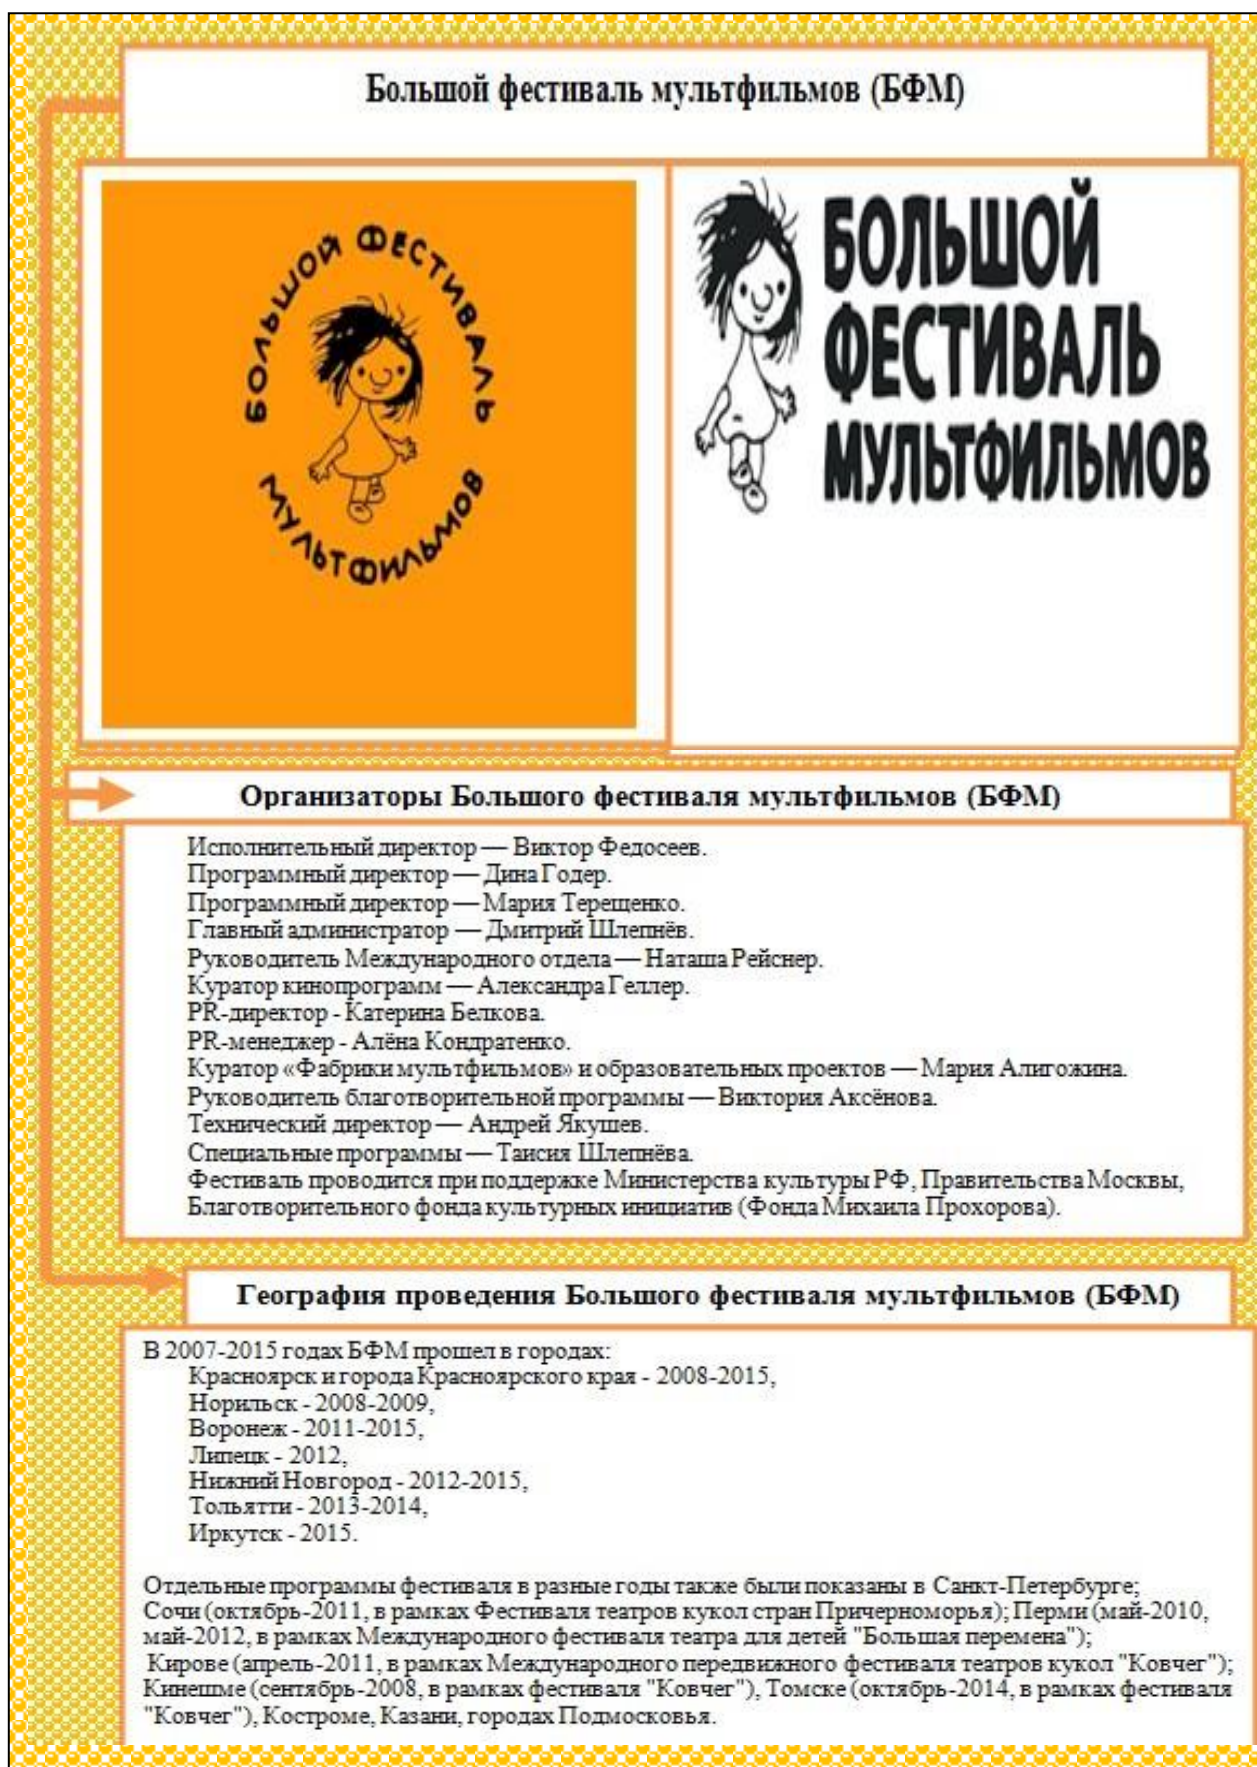 Большой фестиваль мультфильмов (БФМ)
БОЛЬШОЙ ФЕСТИВАЛЬ
МУЛЬТФИЛЬМОВ
БОЛЬШОЙ
ФЕСТИВАЛЬ
МУЛЬТФИЛЬМОВ
Организаторы Большого фестиваля мультфильмов (БФМ)
Исполнительный директор — Виктор Федосеев.
Программный директор — Дина Годер.
Программный директор — Мария Терещенко.
Главный администратор — Дмитрий Шлепнёв.
Руководитель Международного отдела — Наташа Рейснер.
Куратор кинопрограмм — Александра Геллер.
PR-директор - Катерина Белкова.
PR-менеджер - Алёна Кондратенко.
Куратор «Фабрики мультфильмов» и образовательных проектов — Мария Алигожина.
Руководитель благотворительной программы — Виктория Аксёнова.
Технический директор — Андрей Якушев.
Специальные программы — Таисия Шлепнёва.
Фестиваль проводится при поддержке Министерства культуры РФ, Правительства Москвы,
Благотворительного фонда культурных инициатив (Фонда Михаила Прохорова).
География проведения Большого фестиваля мультфильмов (БФМ)
В 2007-2015 годах БФМ прошел в городах:
Красноярск и города Красноярского края - 2008-2015,
Норильск - 2008-2009,
Воронеж - 2011-2015,
Липецк - 2012,
Нижний Новгород - 2012-2015,
Тольятти - 2013-2014,
Иркутск - 2015.
Отдельные программы фестиваля в разные годы также были показаны в Санкт-Петербурге;
Сочи (октябрь-2011, в рамках Фестиваля театров кукол стран Причерноморья); Перми (май-2010,
май-2012, в рамках Международного фестиваля театра для детей "Большая перемена");
Кирове (апрель-2011, в рамках Международного передвижного фестиваля театров кукол "Ковчег");
Кинешме (сентябрь-2008, в рамках фестиваля "Ковчег"), Томске (октябрь-2014, в рамках фестиваля
"Ковчег"), Костроме, Казани, городах Подмосковья.